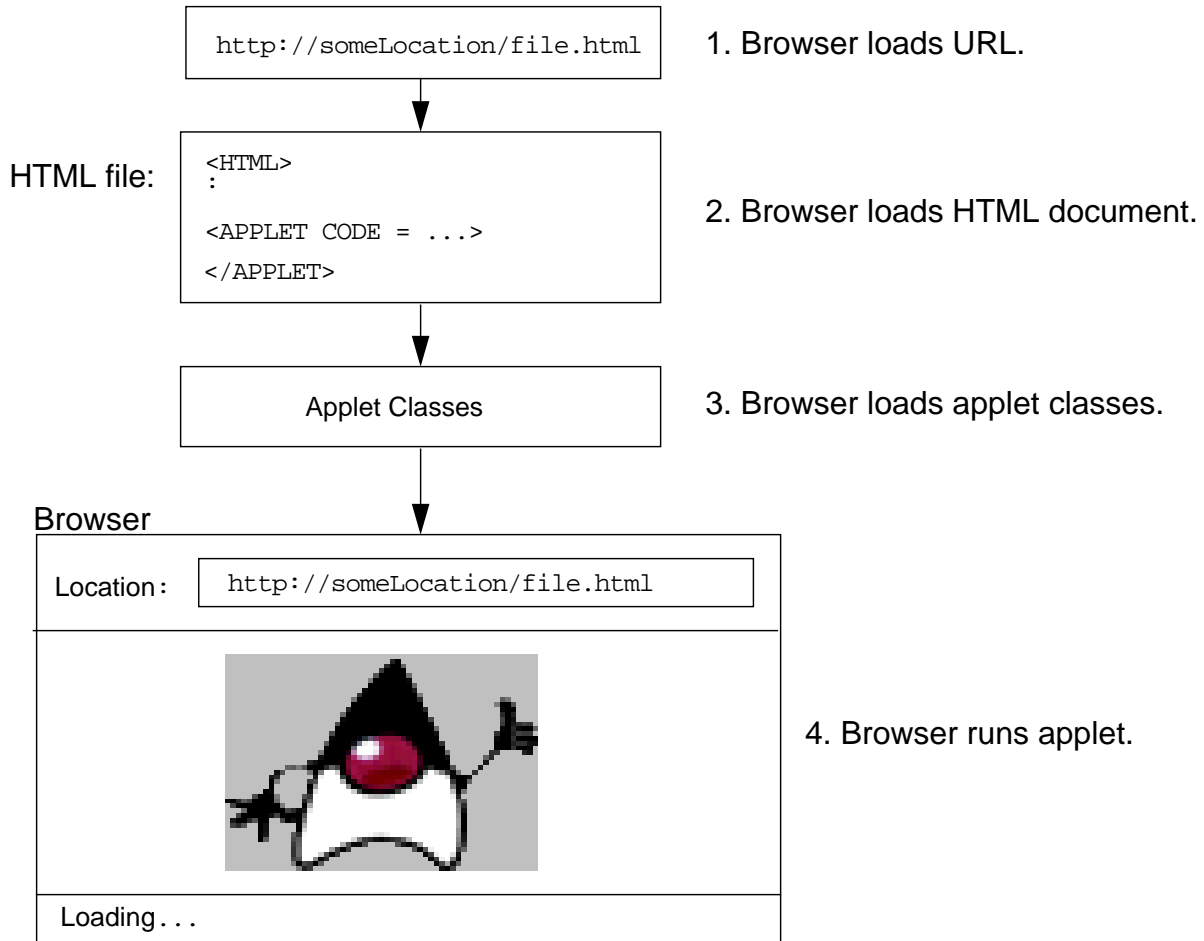 http://someLocation/file.html
1. Browser loads URL.
HTML file:
<HTML>
:
<APPLET CODE = ...>
</APPLET>
2. Browser loads HTML document.
Applet Classes
3. Browser loads applet classes.
Browser
Location:
http://someLocation/file.html
4. Browser runs applet.
Loading...